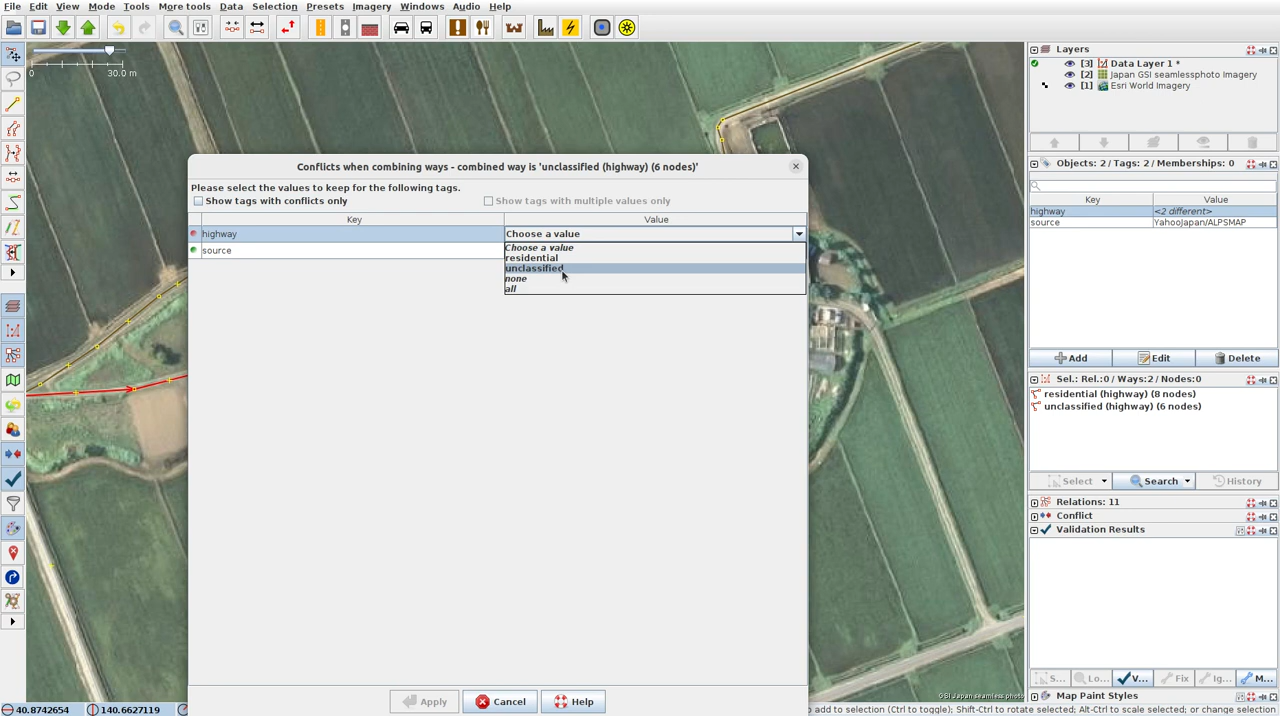 File Edit View Mode Tools More tools Data Selection Presets Imagery Windows Audio Help
0 30.0 m
Conflicts when combining ways - combined way is 'unclassified (highway) (6 nodes)'
Please select the values to keep for the following tags.
Show tags with conflicts only
Show tags with multiple values only
Key Value
highway Choose a value
source
Choose a value
residential
unclassified
none
all
Apply Cancel Help
Layers
[3] Data Layer 1 *
[2] Japan GSI seamlessphoto Imagery
[1] Esri World Imagery
Objects: 2 / Tags: 2 / Memberships: 0
Key Value
highway <2 different>
source YahooJapan/ALPSMAP
Add Edit Delete
Sel.: Rel.:0 / Ways:2 / Nodes:0
residential (highway) (8 nodes)
unclassified (highway) (6 nodes)
Select Search History
Relations: 11
Conflict
Validation Results
S... Lo... V... Fix Ig... M...
Map Paint Styles
GSI Japan seamless photo
40.8742654 140.6627119
add to selection (Ctrl to toggle); Shift-Ctrl to rotate selected; Alt-Ctrl to scale selected; or change selection